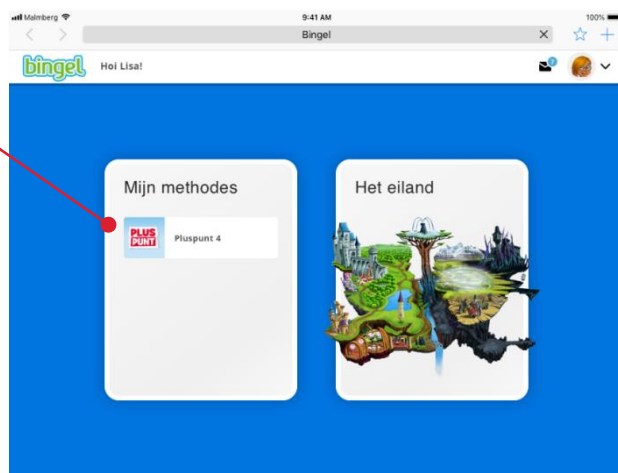 Malmberg 9:41 AM 100%
Bingel
bingel Hoi Lisa!
Mijn methodes
PLUS
PUNT
Pluspunt 4
Het eiland